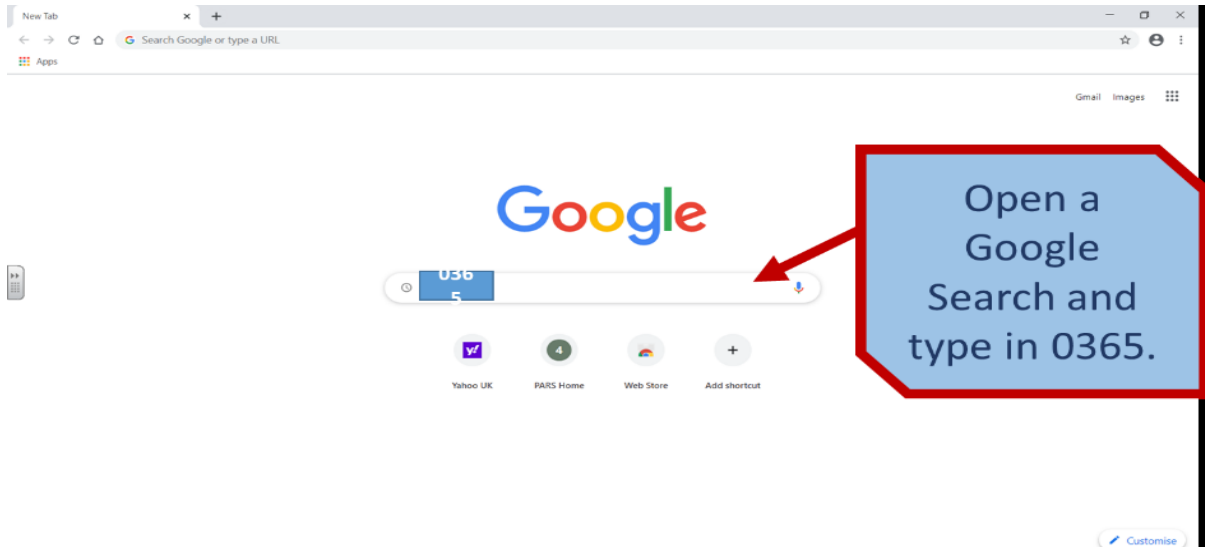 New Tab
Search Google or type a URL
Apps
Gmail Images
Google
036
5
Open a
Google
Search and
type in 0365.
4
Yahoo UK PARS Home Web Store Add shortcut
Customise